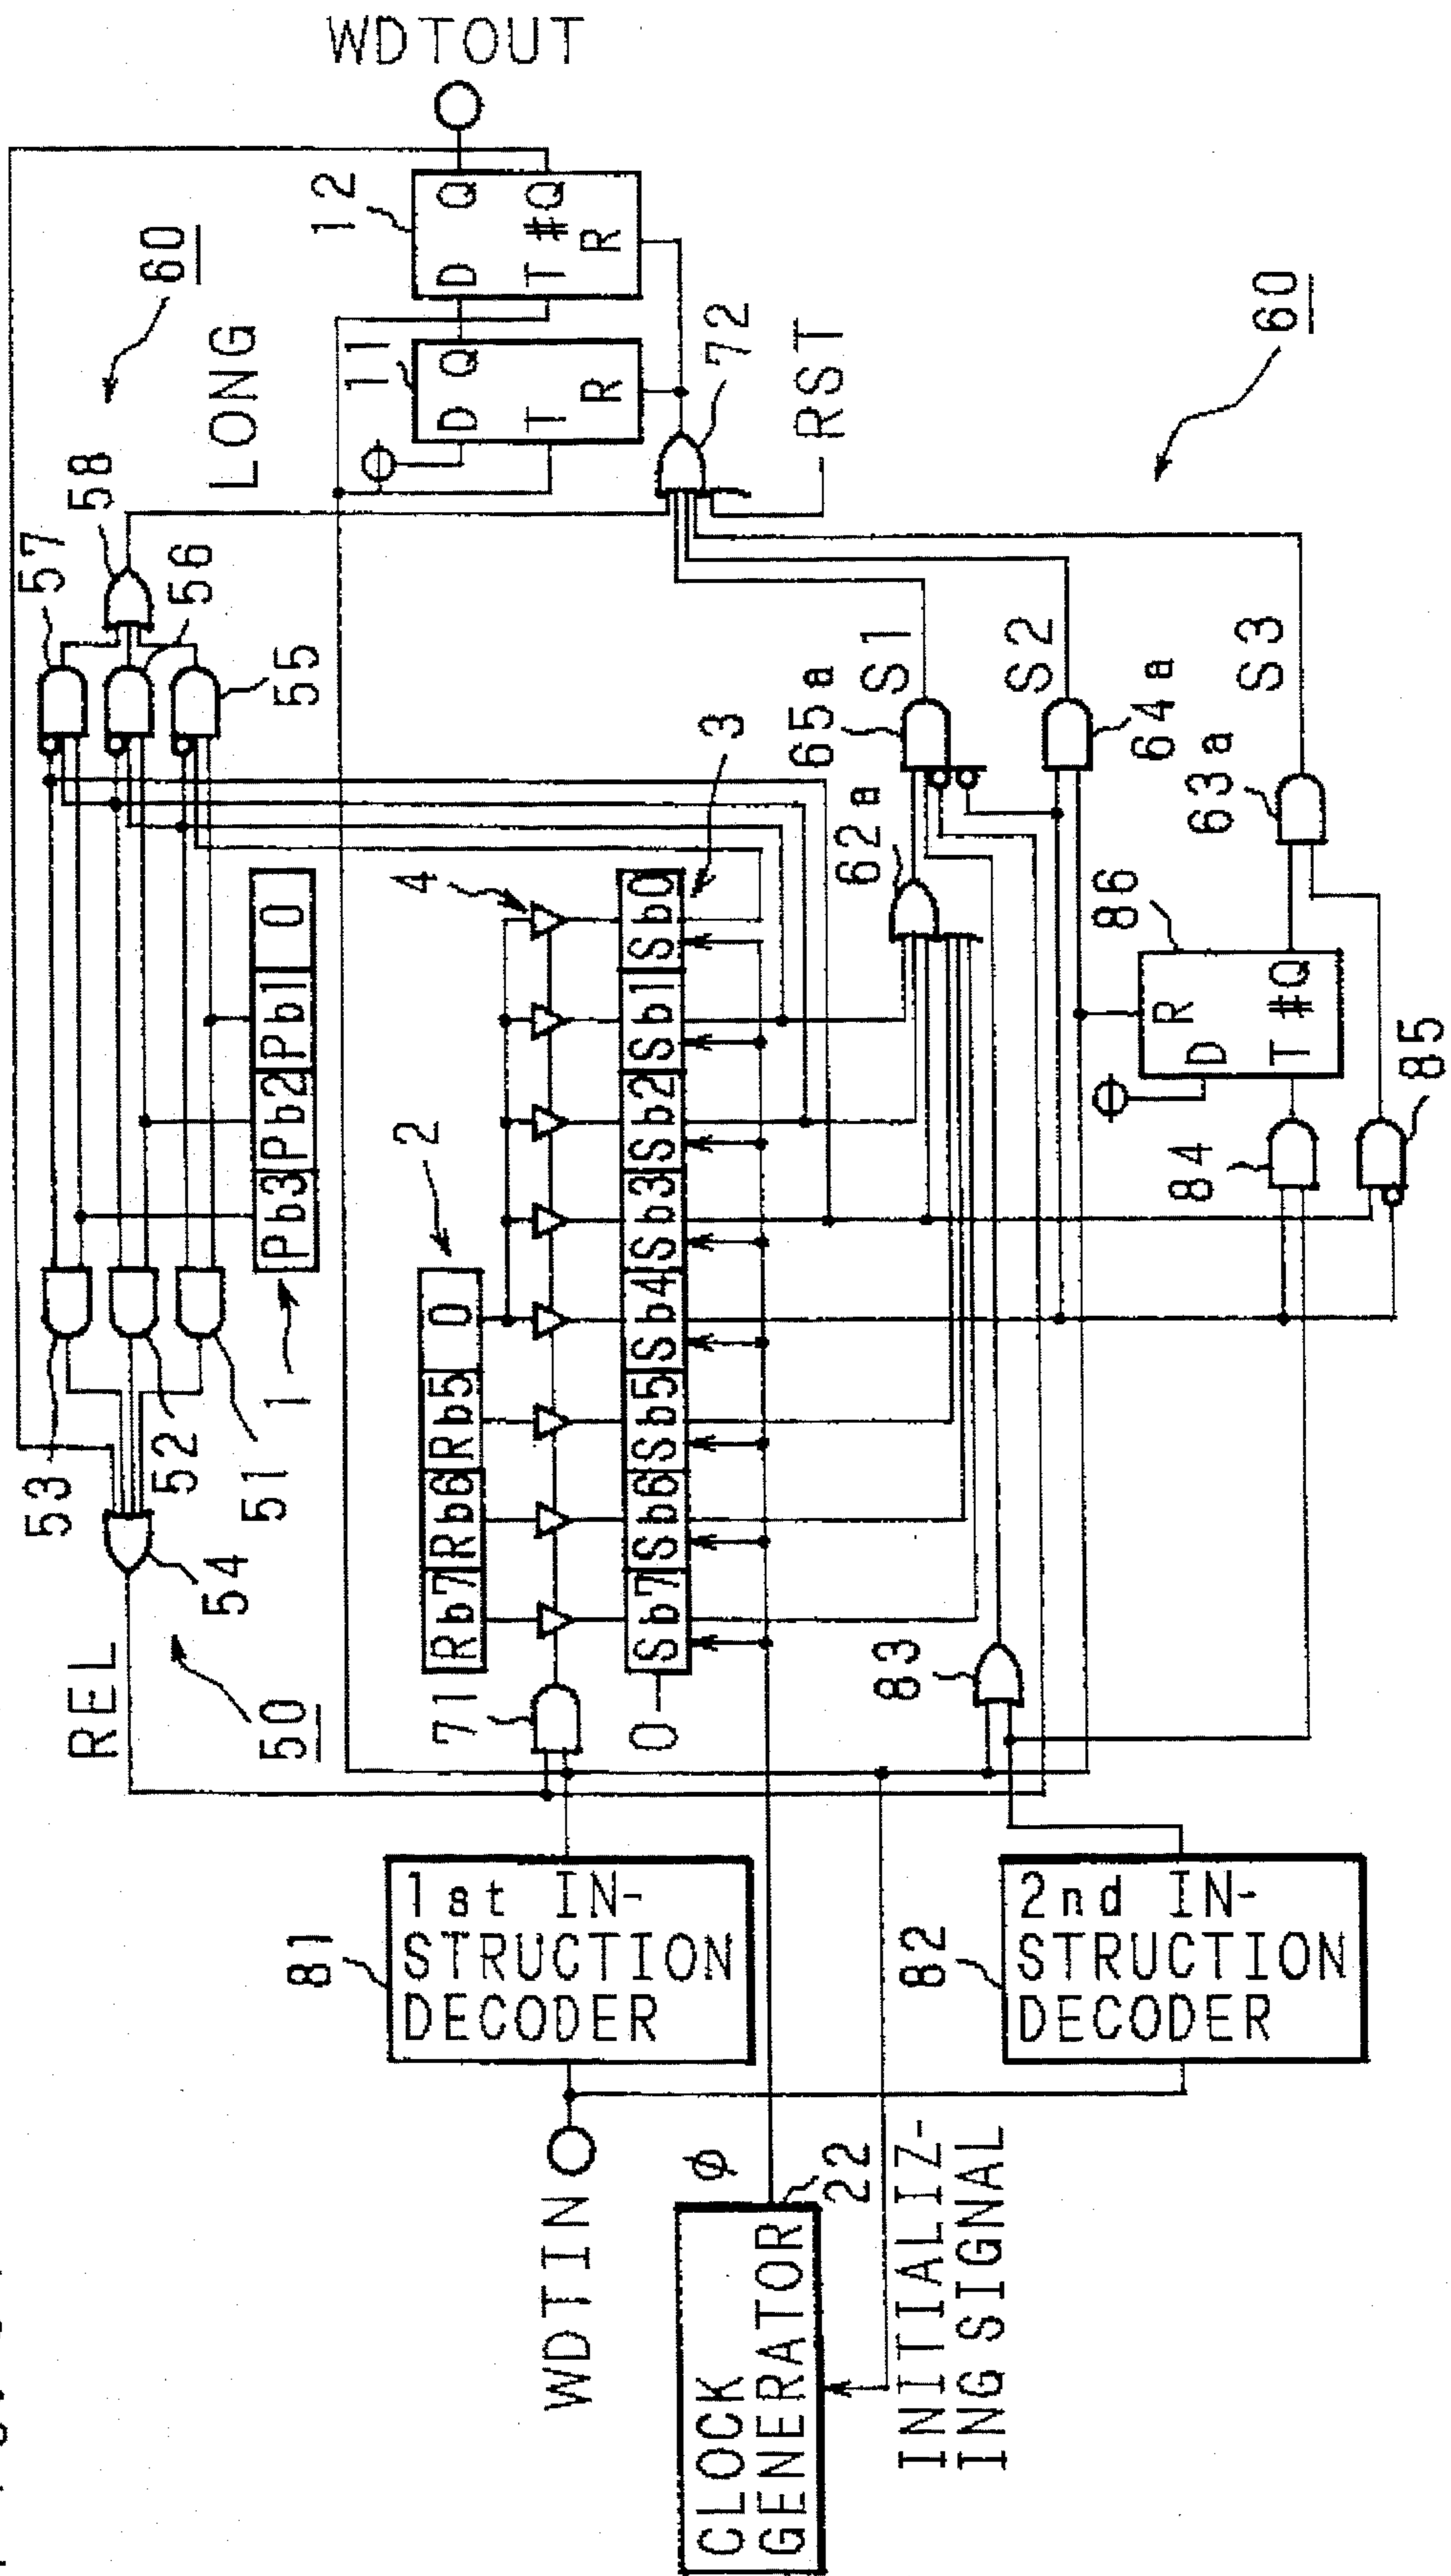 REL
50
54
53
52
51
1
Pb3
Pb2
Pb1
0
57
58
56
55
60
LONG
WDTOUT
12
D
Q
T
#Q
R
11
D
Q
T
R
72
RST
60
2
Rb7
Rb6
Rb5
0
4
71
3
0
Sb7
Sb6
Sb5
Sb4
Sb3
Sb2
Sb1
Sb0
62a
65a
S1
S2
64a
63a
S3
83
86
R
D
T
#Q
84
85
WDTIN
81
1st IN-
STRUCTION
DECODER
82
2nd IN-
STRUCTION
DECODER
CLOCK
GENERATOR
φ
22
INITIALIZ-
ING SIGNAL